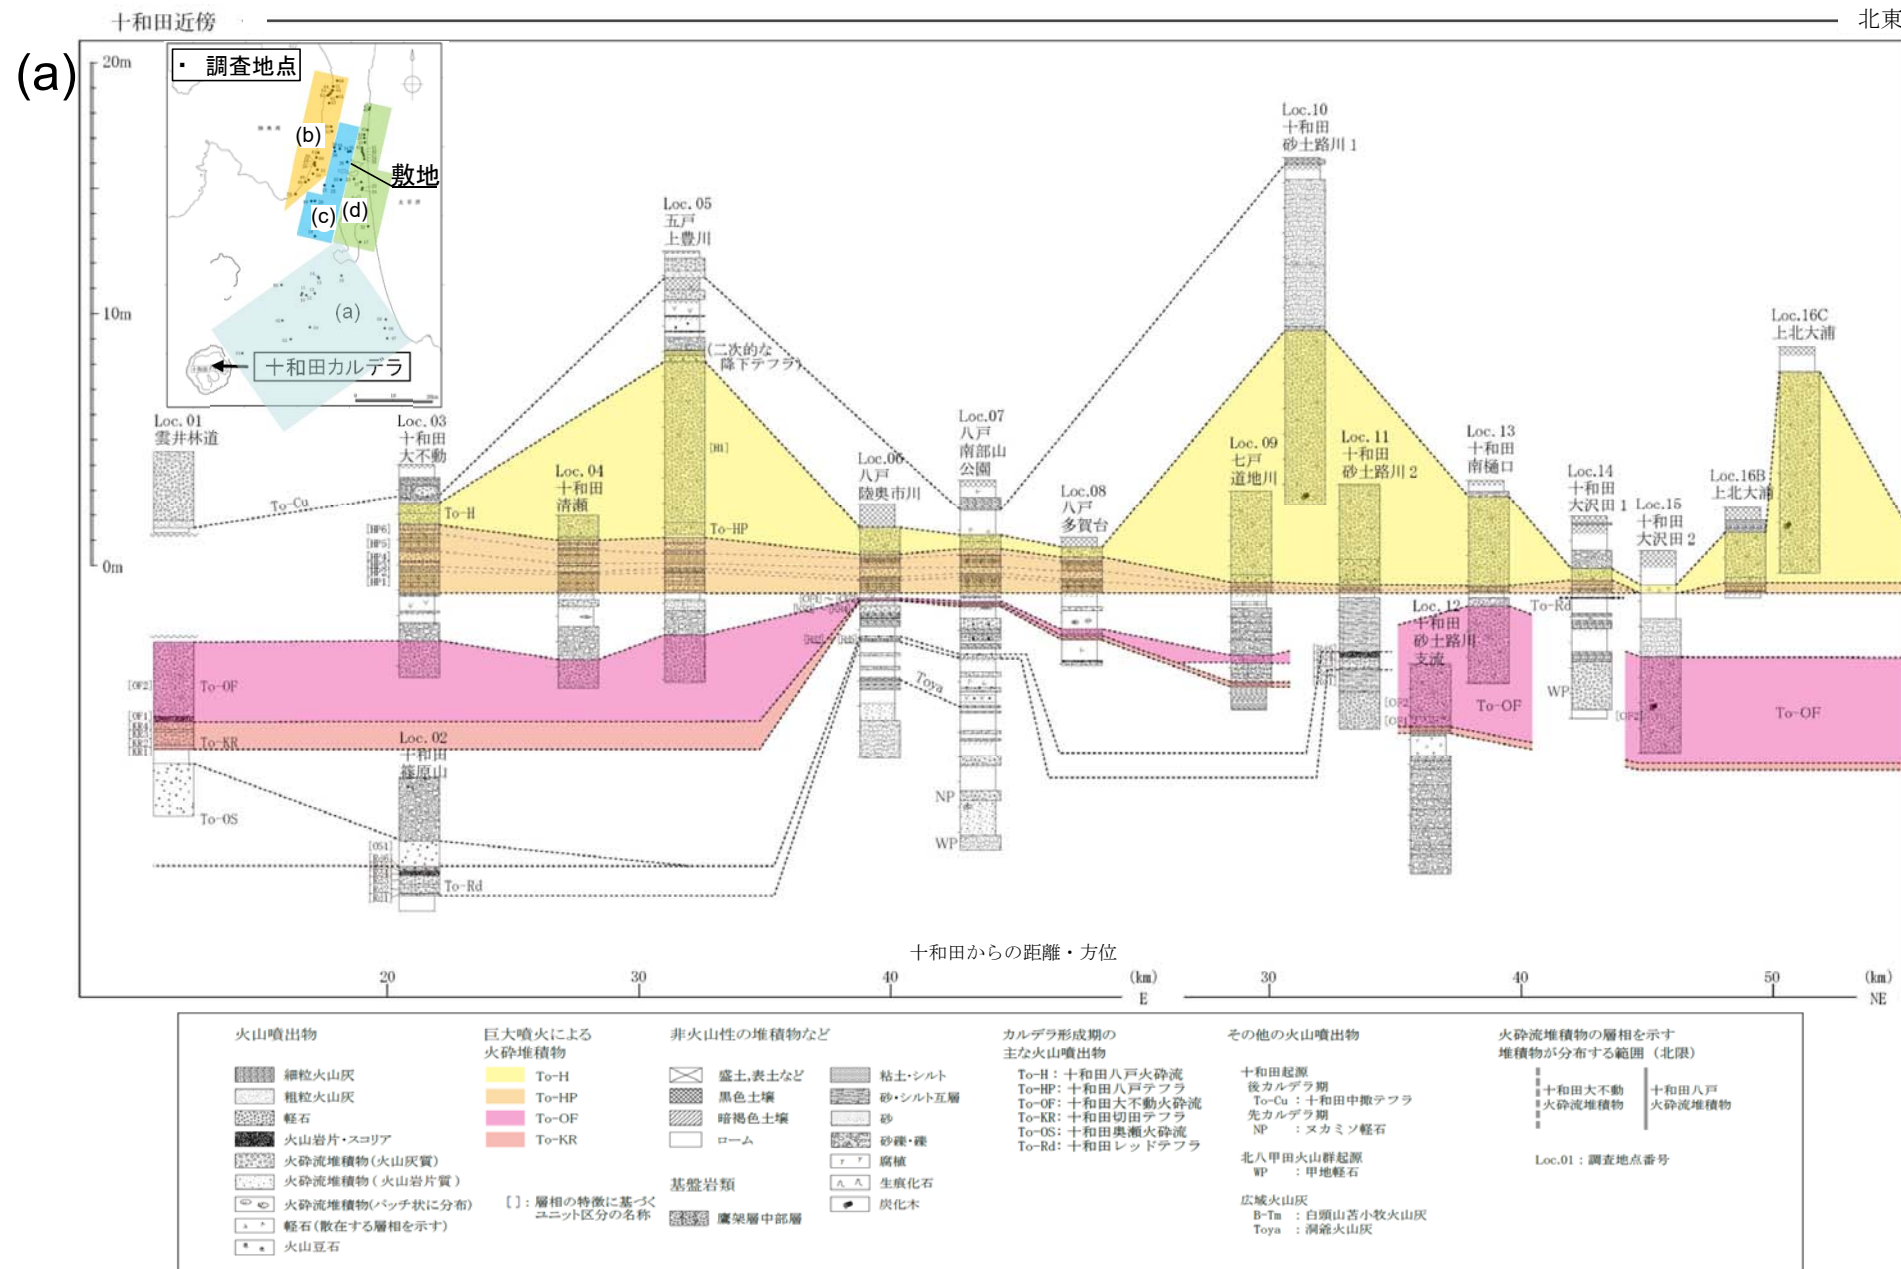 十和田近傍
北東
(a)
20m
10m
0m
・ 調査地点
(b)
敷地
(c)
(d)
(a)
十和田カルデラ
Loc. 01
雲井林道
Loc. 03
十和田
大不動
Loc. 04
十和田
清瀬
Loc. 05
五戸
上豊川
(二次的な
降下テフラ)
Loc.06
八戸
陸奥市川
Loc.07
八戸
南部山
公園
Loc.08
八戸
多賀台
Loc. 09
七戸
道地川
Loc.10
十和田
砂土路川 1
Loc. 11
十和田
砂土路川 2
Loc. 12
十和田
砂土路川
支流
Loc. 13
十和田
南樋口
Loc.14
十和田
大沢田 1
Loc.15
十和田
大沢田 2
Loc.16B
上北大浦
Loc.16C
上北大浦
Loc. 02
十和田
篠原山
To-Cu
To-H
To-HP
[H1]
[HP6]
[HP5]
[HP4]
[HP1]
[OF2]
To-OF
[OF1]
[KR4]
[KR2]
[KR1]
To-KR
To-OS
[OS1]
To-Rd
Toya
NP
WP
To-Rd
WP
[OF2]
To-OF
[OF2]
To-OF
十和田からの距離・方位
20
30
40
(km)
E
30
40
50
(km)
NE
火山噴出物
細粒火山灰
粗粒火山灰
軽石
火山岩片・スコリア
火砕流堆積物(火山灰質)
火砕流堆積物(火山岩片質)
火砕流堆積物(パッチ状に分布)
軽石(散在する層相を示す)
火山豆石
巨大噴火による
火砕堆積物
To-H
To-HP
To-OF
To-KR
[ ]：層相の特徴に基づく
ユニット区分の名称
非火山性の堆積物など
盛土,表土など
黒色土壌
暗褐色土壌
ローム
基盤岩類
鷹架層中部層
粘土・シルト
砂・シルト互層
砂
砂礫・礫
腐植
生痕化石
炭化木
カルデラ形成期の
主な火山噴出物
To-H：十和田八戸火砕流
To-HP：十和田八戸テフラ
To-OF：十和田大不動火砕流
To-KR：十和田切田テフラ
To-OS：十和田奥瀬火砕流
To-Rd：十和田レッドテフラ
その他の火山噴出物
十和田起源
後カルデラ期
To-Cu：十和田中掫テフラ
先カルデラ期
NP ：ヌカミソ軽石
北八甲田火山群起源
WP ：甲地軽石
広域火山灰
B-Tm ：白頭山苫小牧火山灰
Toya ：洞爺火山灰
火砕流堆積物の層相を示す
堆積物が分布する範囲（北限）
十和田大不動
火砕流堆積物
十和田八戸
火砕流堆積物
Loc.01：調査地点番号